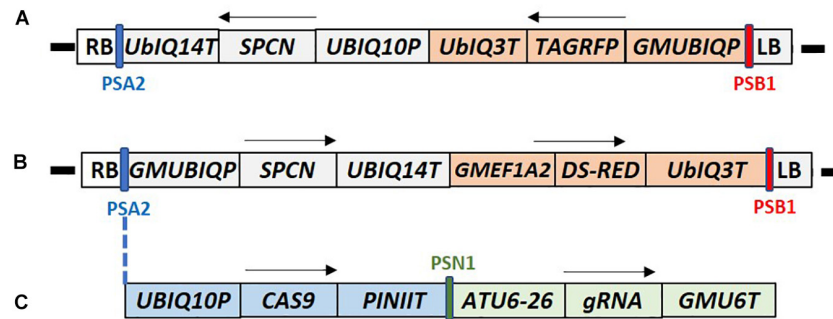 A
RB UbIQ14T SPCN UBIQ10P UbIQ3T TAGRFP GMUBIQP LB
PSA2 PSB1
B
RB GMUBIQP SPCN UBIQ14T GMEF1A2 DS-RED UbIQ3T LB
PSA2 PSB1
PSN1
C
UBIQ10P CAS9 PINIIT ATU6-26 gRNA GMU6T